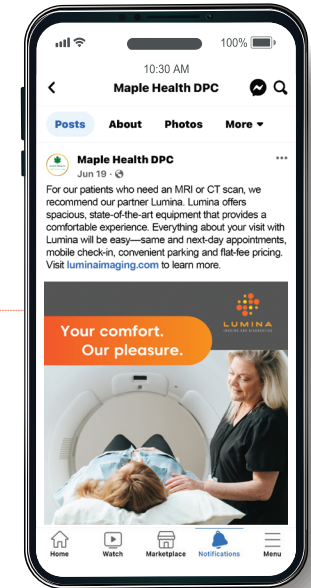 100%
10:30 AM
Maple Health DPC
Posts About Photos More
Maple Health DPC
Jun 19 ·
For our patients who need an MRI or CT scan, we
recommend our partner Lumina. Lumina offers
spacious, state-of-the-art equipment that provides a
comfortable experience. Everything about your visit with
Lumina will be easy—same and next-day appointments,
mobile check-in, convenient parking and flat-fee pricing.
Visit luminaimaging.com to learn more.
LUMINA
IMAGING AND DIAGNOSTICS
Your comfort.
Our pleasure.
Home Watch Marketplace Notifications Menu